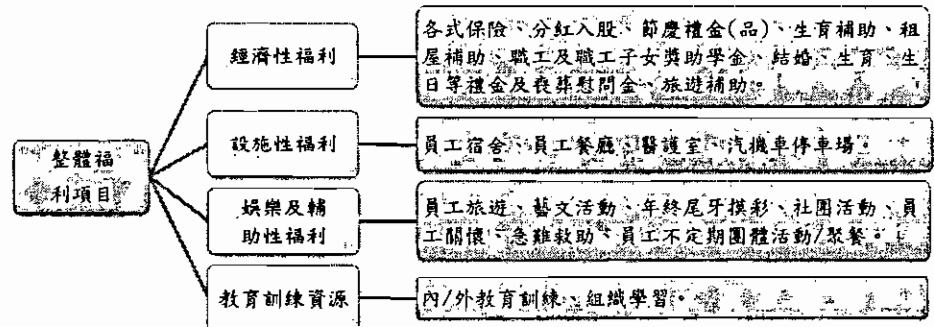 整體福
利項目
經濟性福利
各式保險、分紅入股、節慶禮金(品)、生育補助、租
屋補助、職工及職工子女獎助學金、結婚、生育、生
日等禮金及喪葬慰問金、旅遊補助。
設施性福利
員工宿舍、員工餐廳、醫護室、汽機車停車場。
娛樂及輔
助性福利
員工旅遊、藝文活動、年終尾牙摸彩、社團活動、員
工關懷、急難救助、員工不定期團體活動/聚餐。
教育訓練資源
內/外教育訓練、組織學習。